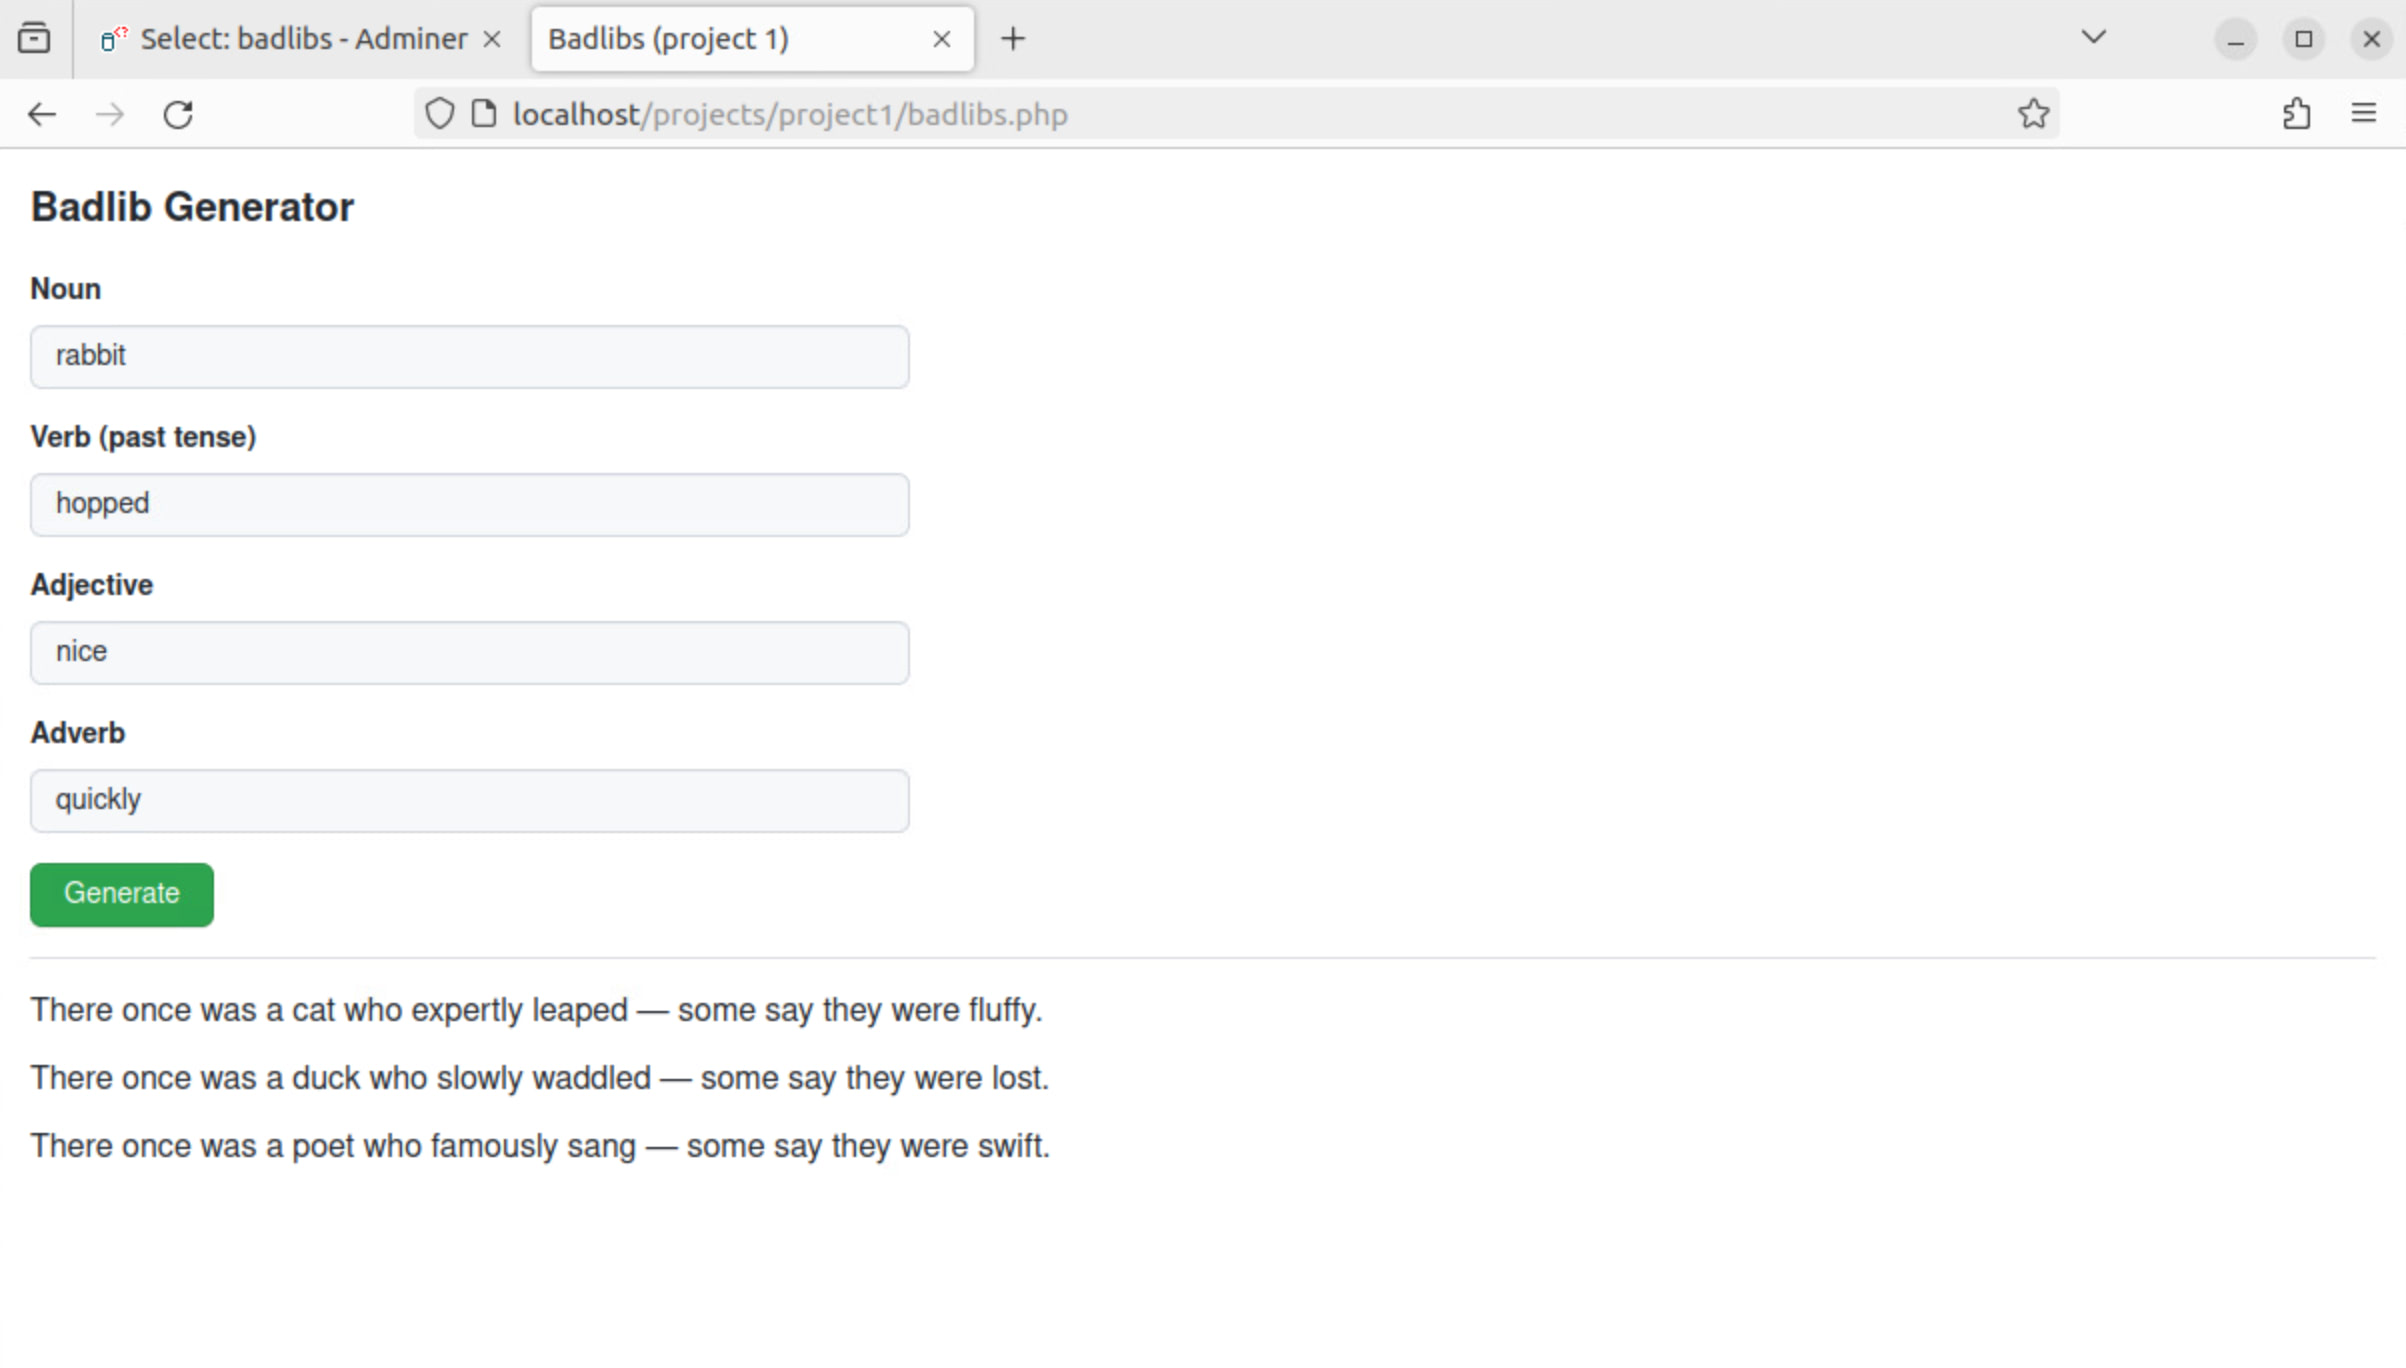 Select: badlibs - Adminer
Badlibs (project 1)
localhost/projects/project1/badlibs.php
Badlib Generator
Noun
rabbit
Verb (past tense)
hopped
Adjective
nice
Adverb
quickly
Generate
There once was a cat who expertly leaped — some say they were fluffy.
There once was a duck who slowly waddled — some say they were lost.
There once was a poet who famously sang — some say they were swift.